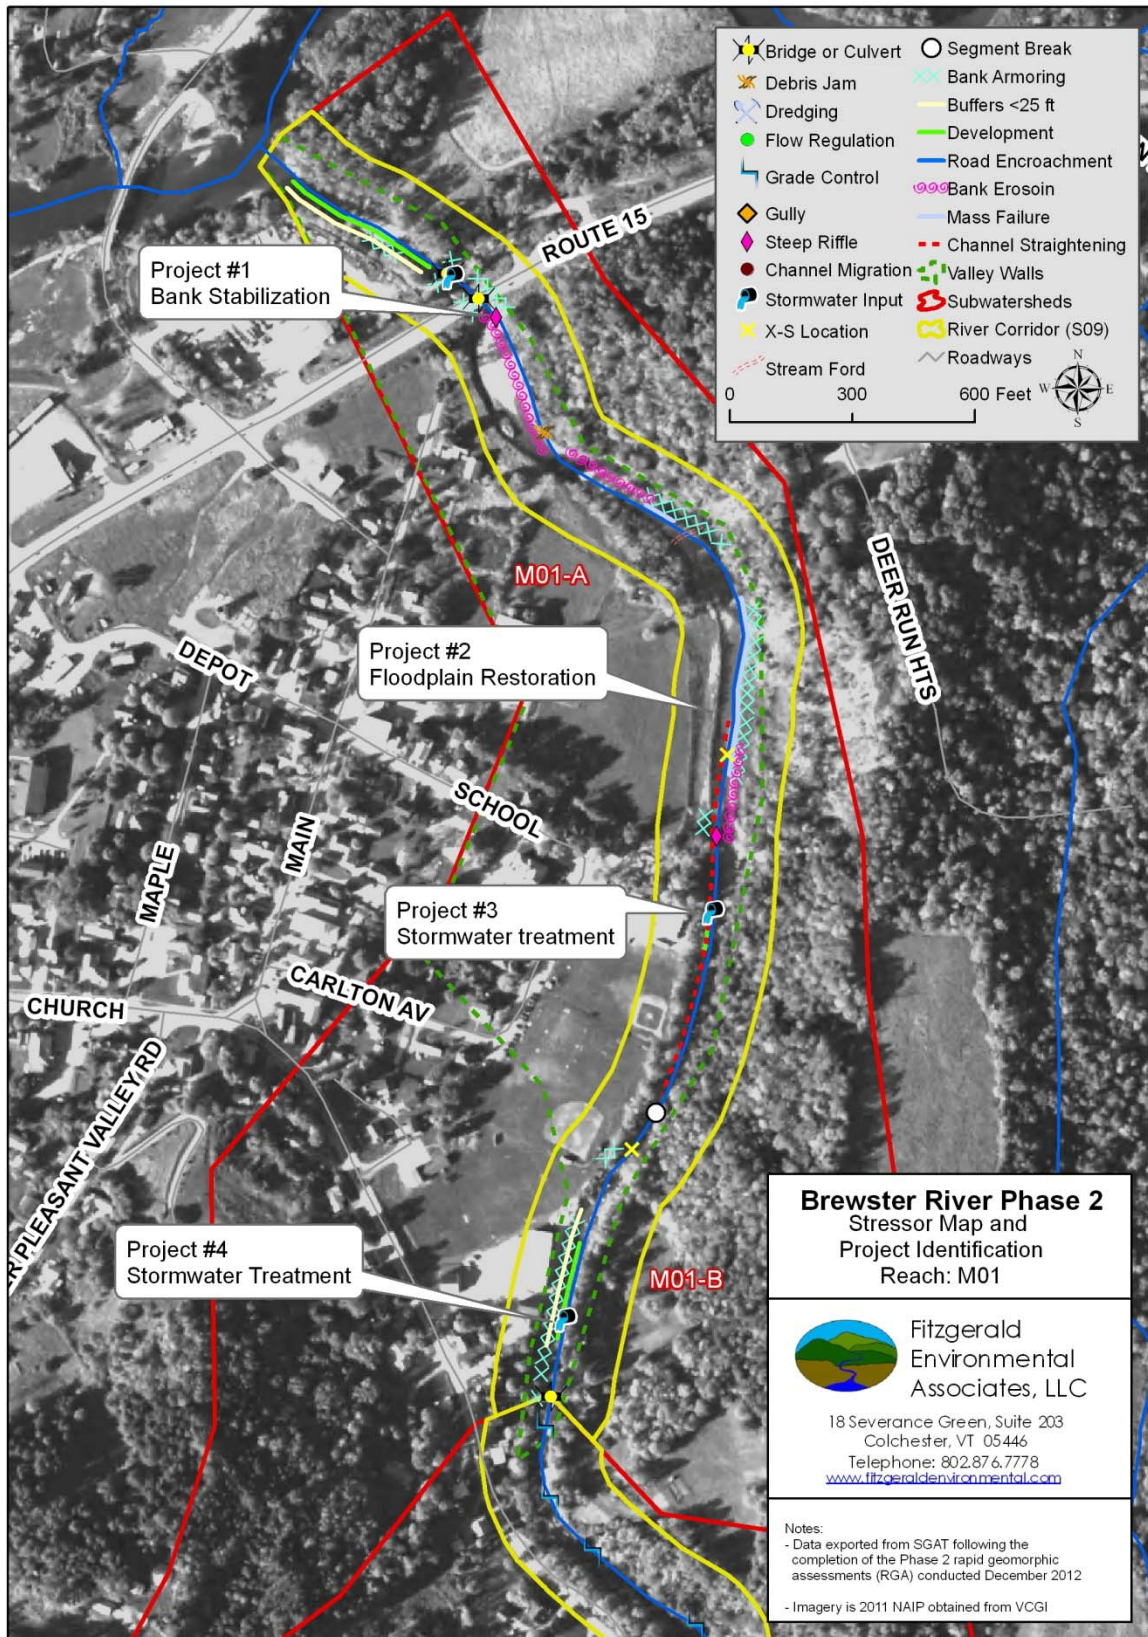 Bridge or Culvert
Debris Jam
Dredging
Flow Regulation
Grade Control
Gully
Steep Riffle
Channel Migration
Stormwater Input
X-S Location
Stream Ford
Segment Break
Bank Armoring
Buffers <25 ft
Development
Road Encroachment
Bank Erosoin
Mass Failure
Channel Straightening
Valley Walls
Subwatersheds
River Corridor (S09)
Roadways
0 300 600 Feet
N
W E
S
ROUTE 15
Project #1
Bank Stabilization
M01-A
DEER RUN HTS
Project #2
Floodplain Restoration
DEPOT
SCHOOL
MAPLE
MAIN
Project #3
Stormwater treatment
CARLTON AV
CHURCH
ER PLEASANT VALLEY RD
Project #4
Stormwater Treatment
M01-B
Brewster River Phase 2
Stressor Map and
Project Identification
Reach: M01
Fitzgerald
Environmental
Associates, LLC
18 Severance Green, Suite 203
Colchester, VT 05446
Telephone: 802.876.7778
www.fitzgeraldenvironmental.com
Notes:
- Data exported from SGAT following the
completion of the Phase 2 rapid geomorphic
assessments (RGA) conducted December 2012
- Imagery is 2011 NAIP obtained from VCGI